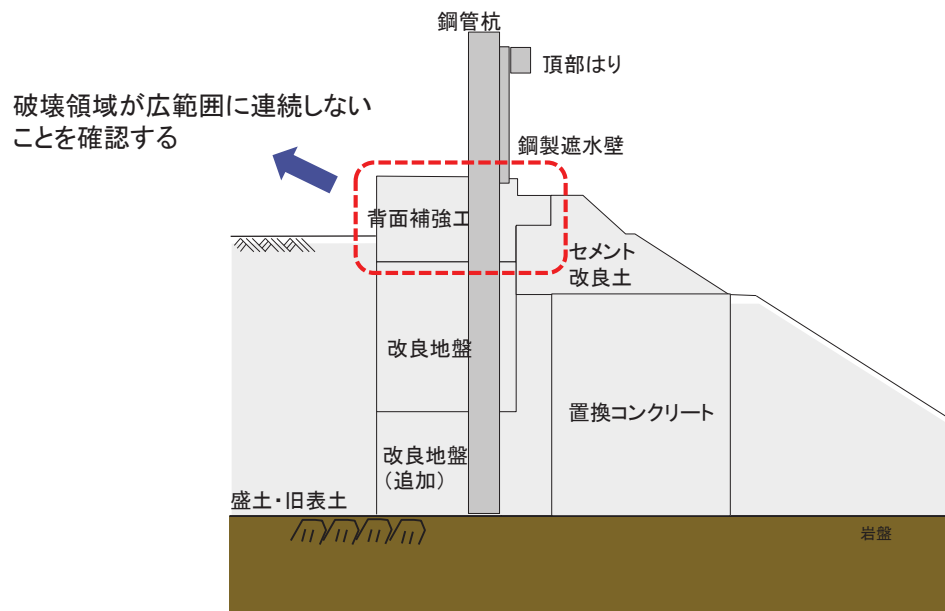 鋼管杭
頂部はり
破壊領域が広範囲に連続しない
ことを確認する
鋼製遮水壁
背面補強工
セメント
改良土
改良地盤
置換コンクリート
改良地盤
（追加）
盛土・旧表土
岩盤